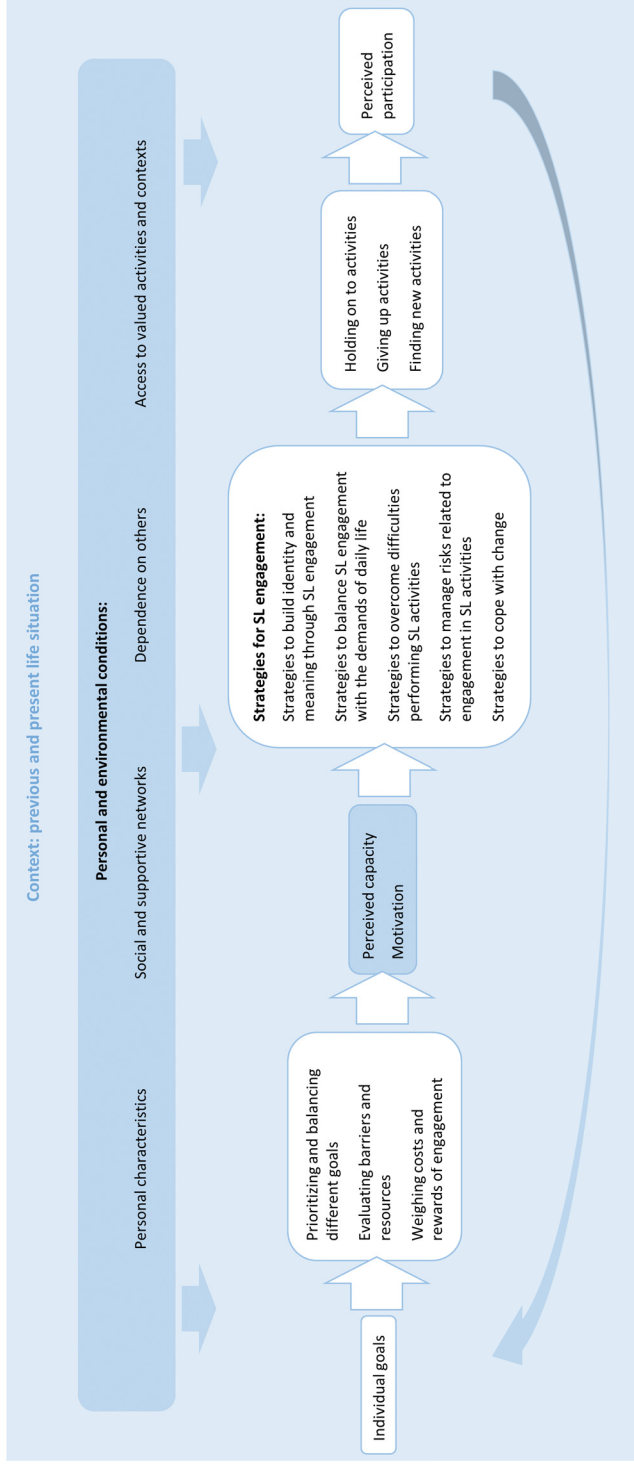 Context: previous and present life situation
Personal and environmental conditions:
Personal characteristics
Social and supportive networks
Dependence on others
Access to valued activities and contexts
Individual goals
Prioritizing and balancing
different goals
Evaluating barriers and
resources
Weighing costs and
rewards of engagement
Perceived capacity
Motivation
Strategies for SL engagement:
Strategies to build identity and
meaning through SL engagement
Strategies to balance SL engagement
with the demands of daily life
Strategies to overcome difficulties
performing SL activities
Strategies to manage risks related to
engagement in SL activities
Strategies to cope with change
Holding on to activities
Giving up activities
Finding new activities
Perceived
participation